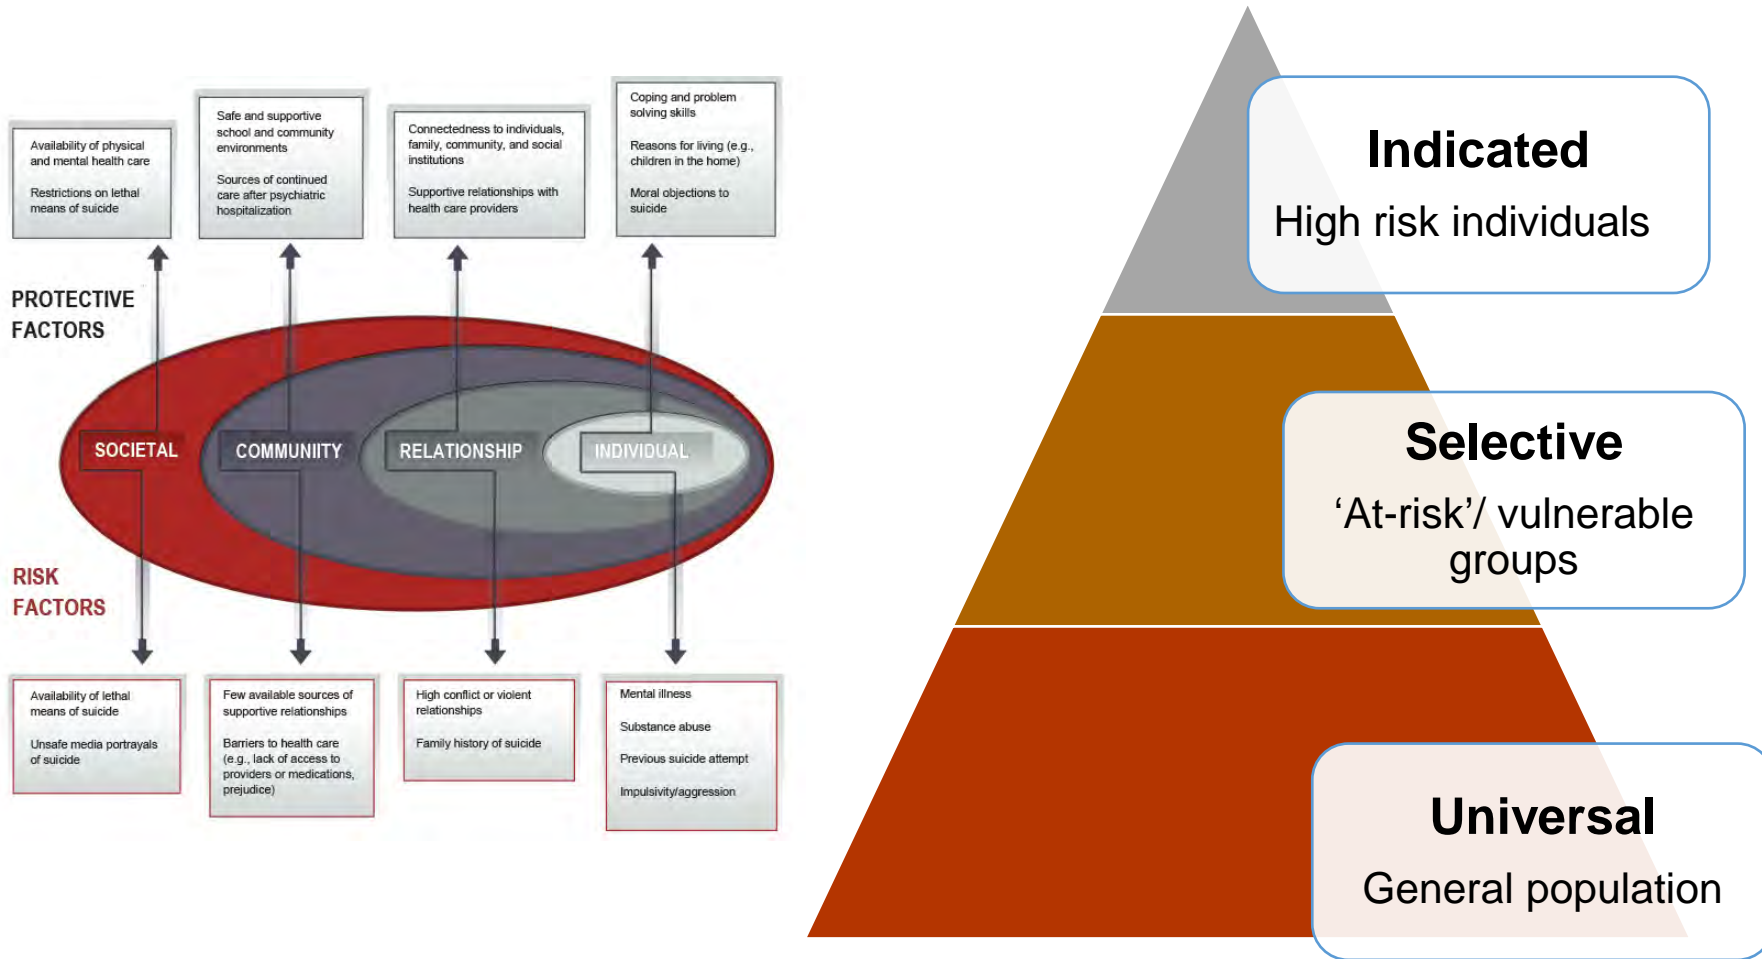 Availability of physical
and mental health care
Restrictions on lethal
means of suicide
Safe and supportive
school and community
environments
Sources of continued
care after psychiatric
hospitalization
Connectedness to individuals,
family, community, and social
institutions
Supportive relationships with
health care providers
Coping and problem
solving skills
Reasons for living (e.g.,
children in the home)
Moral objections to
suicide
PROTECTIVE
FACTORS
SOCIETAL
COMMUNIITY
RELATIONSHIP
INDIVIDUAL
RISK
FACTORS
Availability of lethal
means of suicide
Unsafe media portrayals
of suicide
Few available sources of
supportive relationships
Barriers to health care
(e.g., lack of access to
providers or medications,
prejudice)
High conflict or violent
relationships
Family history of suicide
Mental illness
Substance abuse
Previous suicide attempt
Impulsivity/aggression
Indicated
High risk individuals
Selective
‘At-risk’/ vulnerable
groups
Universal
General population